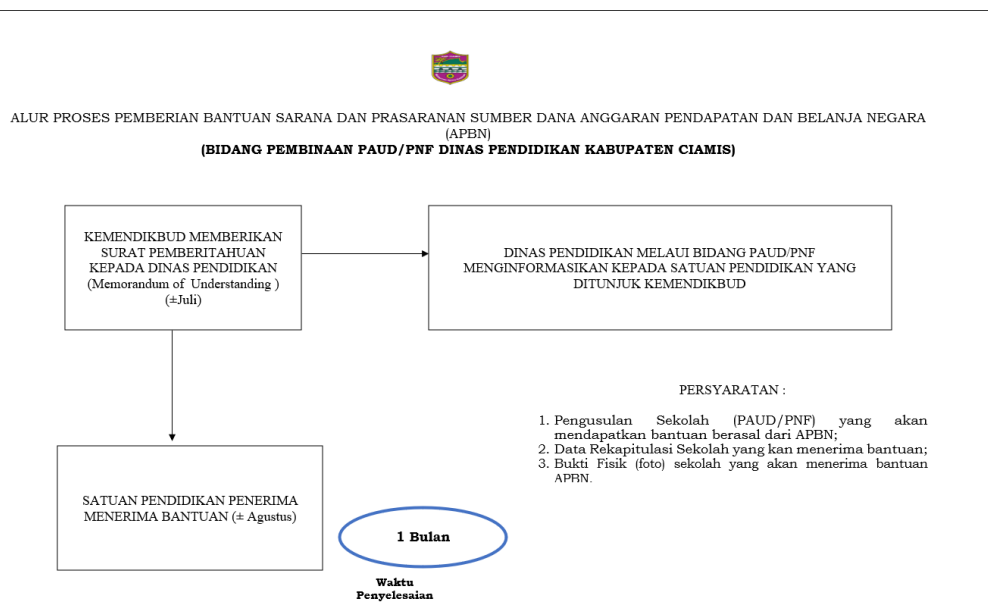 ALUR PROSES PEMBERIAN BANTUAN SARANA DAN PRASARANAN SUMBER DANA ANGGARAN PENDAPATAN DAN BELANJA NEGARA
(APBN)
(BIDANG PEMBINAAN PAUD/PNF DINAS PENDIDIKAN KABUPATEN CIAMIS)
KEMENDIKBUD MEMBERIKAN
SURAT PEMBERITAHUAN
KEPADA DINAS PENDIDIKAN
(Memorandum of Understanding )
(±Juli)
DINAS PENDIDIKAN MELAUI BIDANG PAUD/PNF
MENGINFORMASIKAN KEPADA SATUAN PENDIDIKAN YANG
DITUNJUK KEMENDIKBUD
PERSYARATAN :
1. Pengusulan Sekolah (PAUD/PNF) yang akan
mendapatkan bantuan berasal dari APBN;
2. Data Rekapitulasi Sekolah yang kan menerima bantuan;
3. Bukti Fisik (foto) sekolah yang akan menerima bantuan
APBN.
SATUAN PENDIDIKAN PENERIMA
MENERIMA BANTUAN (± Agustus)
1 Bulan
Waktu
Penyelesaian